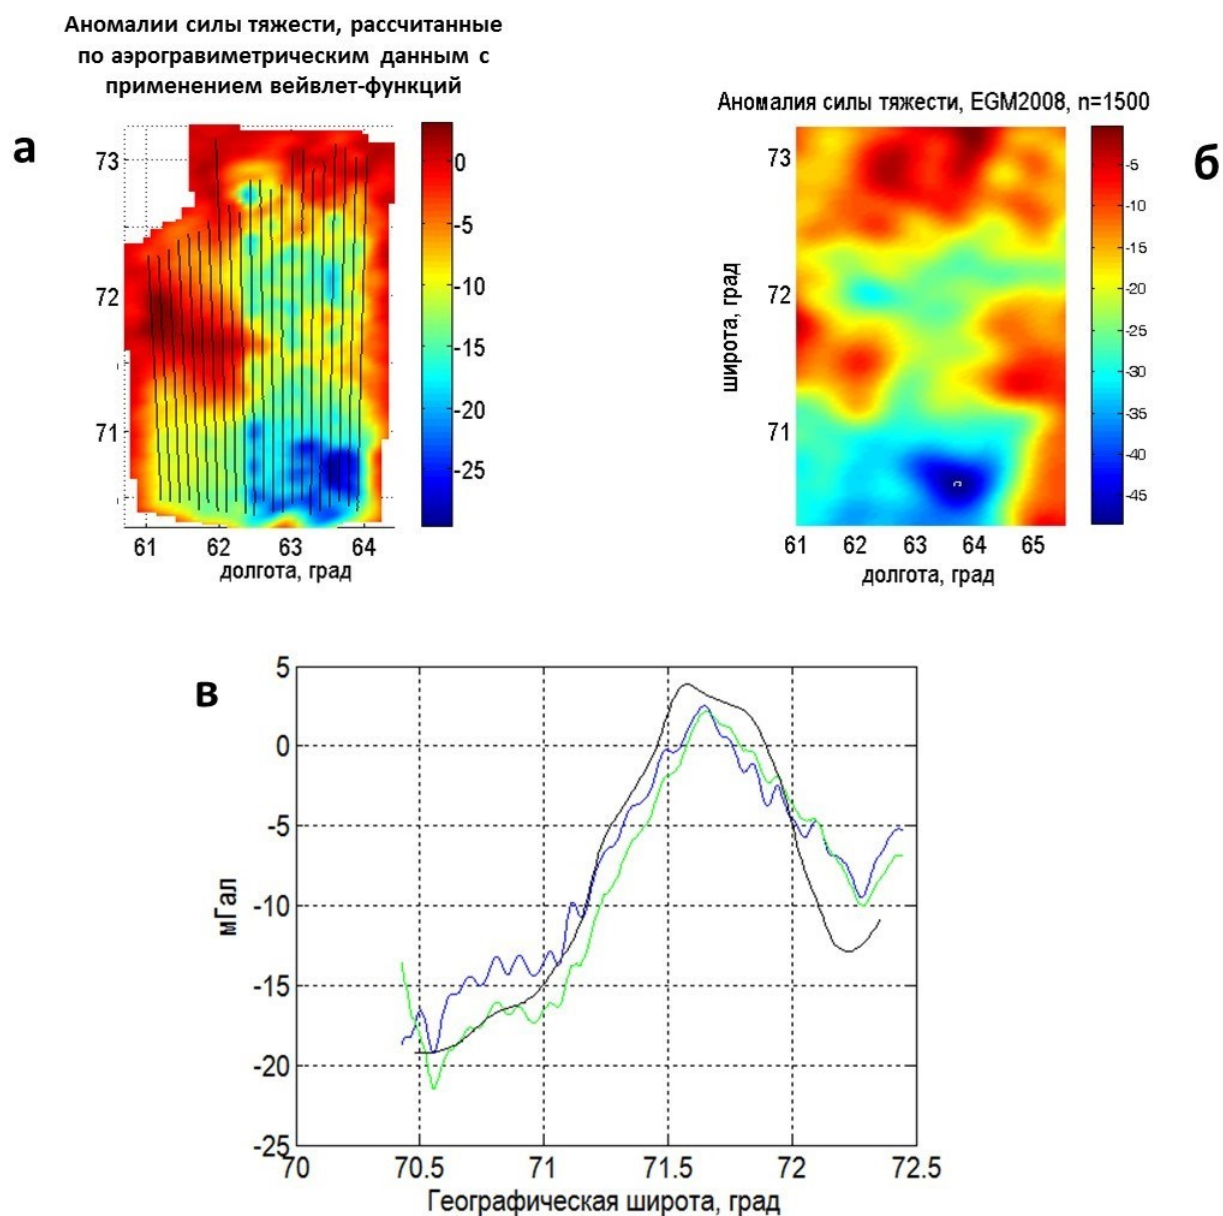 Аномалии силы тяжести, рассчитанные
по аэрогравиметрическим данным с
применением вейвлет-функций
а
73
72
71
61 62 63 64
долгота, град
0
-5
-10
-15
-20
-25
Аномалия силы тяжести, EGM2008, n=1500
б
широта, град
73
72
71
61 62 63 64 65
долгота, град
-5
-10
-15
-20
-25
-30
-35
-40
-45
в
мГал
5
0
-5
-10
-15
-20
-25
70 70.5 71 71.5 72 72.5
Географическая широта, град